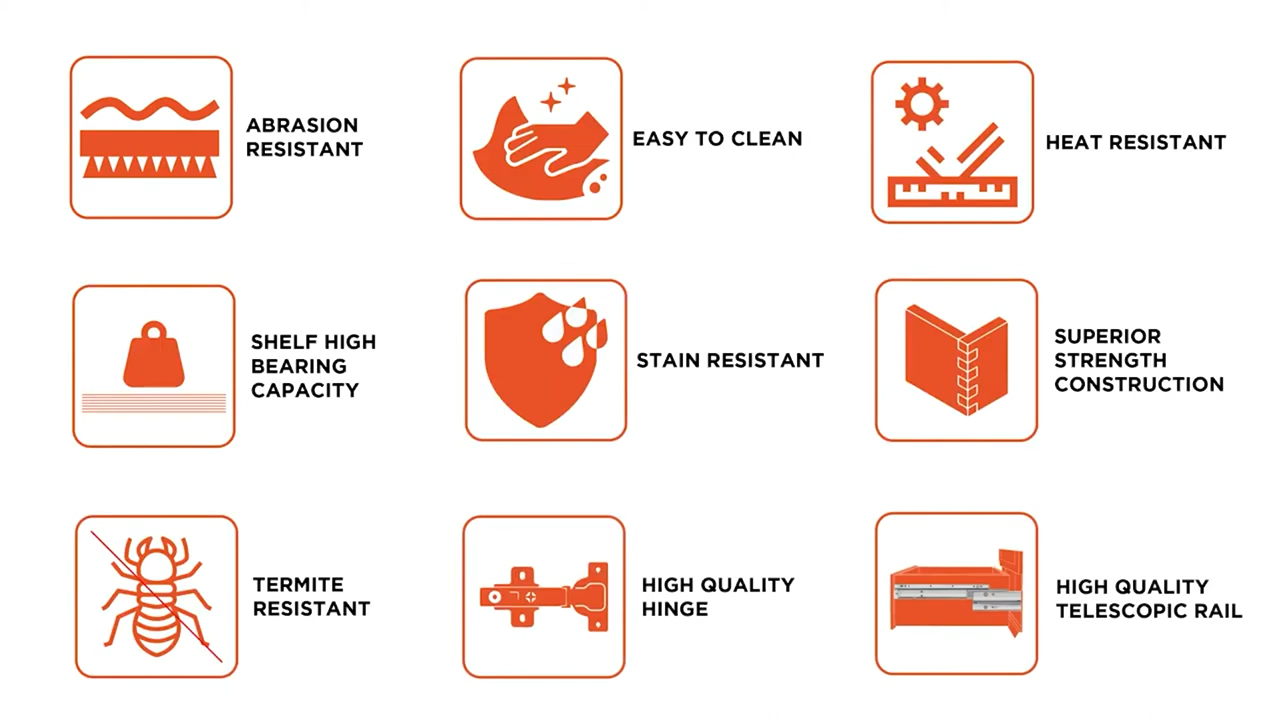 ABRASION
RESISTANT
EASY TO CLEAN
HEAT RESISTANT
SHELF HIGH
BEARING
CAPACITY
STAIN RESISTANT
SUPERIOR
STRENGTH
CONSTRUCTION
TERMITE
RESISTANT
HIGH QUALITY
HINGE
HIGH QUALITY
TELESCOPIC RAIL